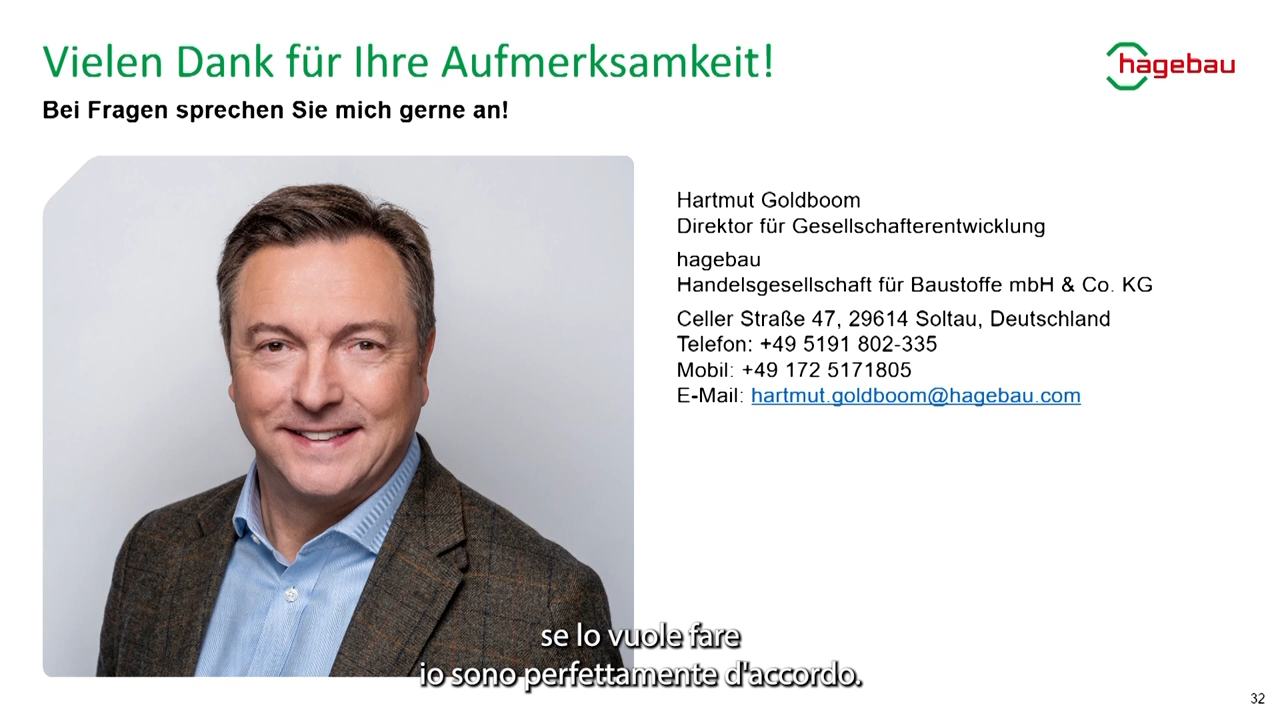 Vielen Dank für Ihre Aufmerksamkeit!
hagebau
Bei Fragen sprechen Sie mich gerne an!
Hartmut Goldboom
Direktor für Gesellschafterentwicklung
hagebau
Handelsgesellschaft für Baustoffe mbH & Co. KG
Celler Straße 47, 29614 Soltau, Deutschland
Telefon: +49 5191 802-335
Mobil: +49 172 5171805
E-Mail: hartmut.goldboom@hagebau.com
se lo vuole fare
io sono perfettamente d'accordo.
32